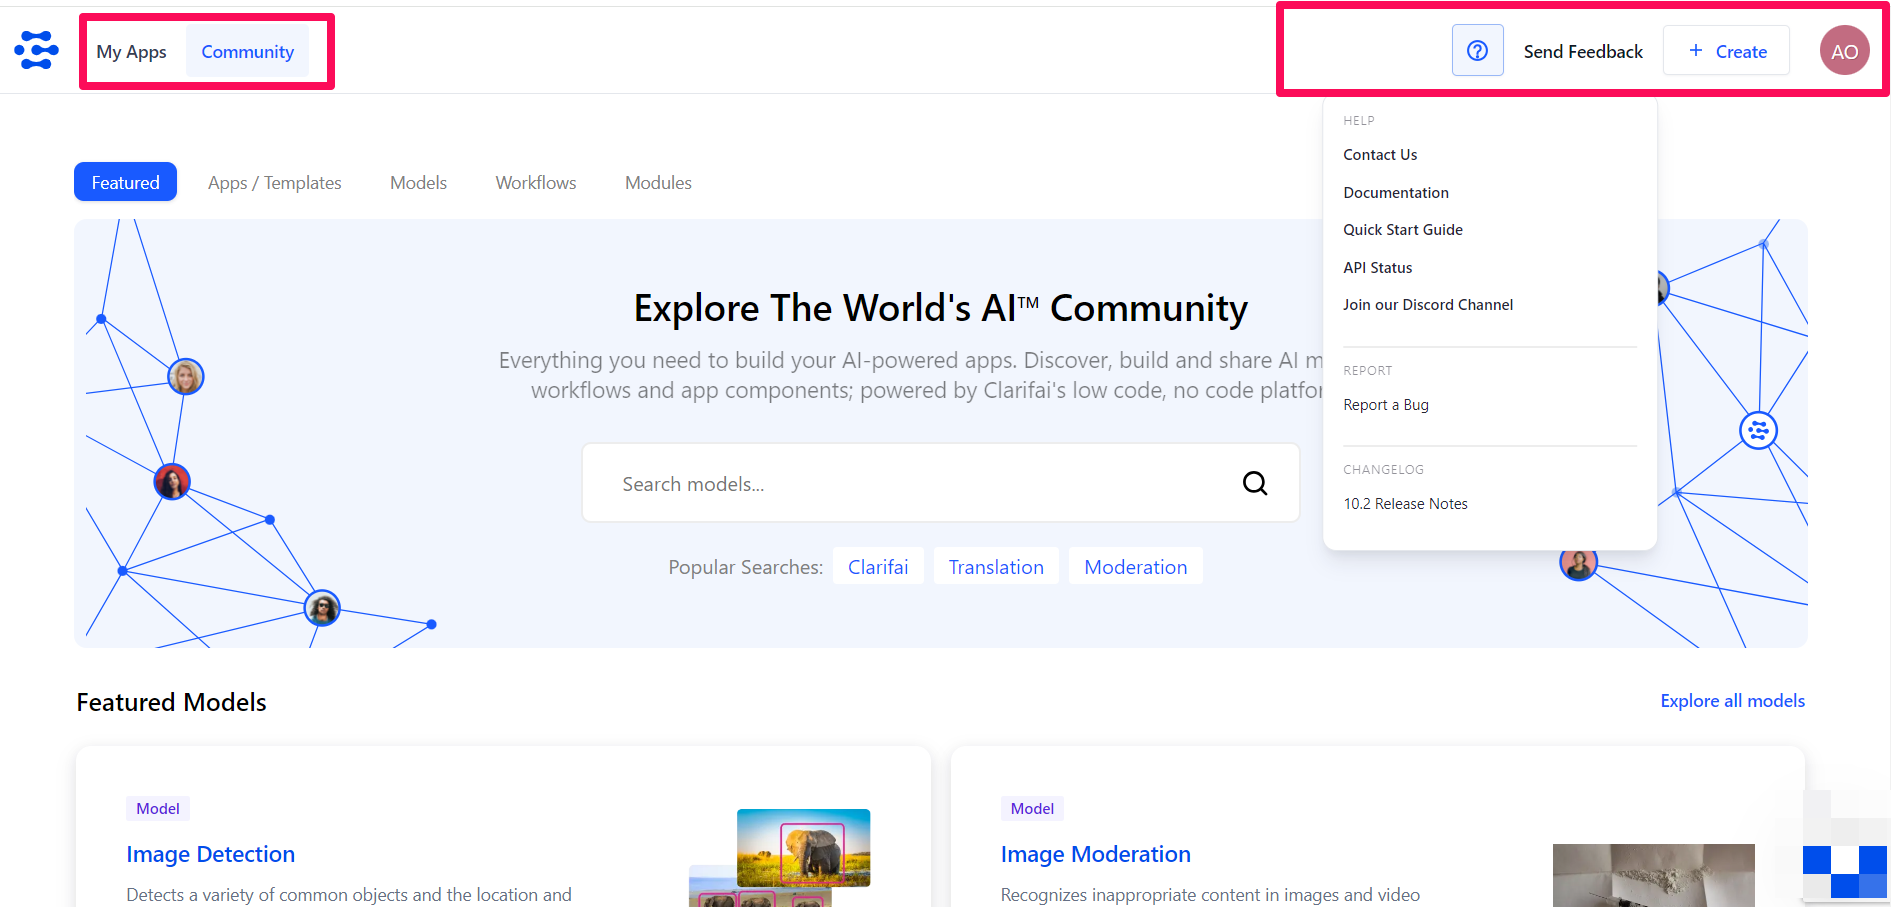 My Apps
Community
Send Feedback
+ Create
AO
HELP
Contact Us
Documentation
Quick Start Guide
API Status
Join our Discord Channel
REPORT
Report a Bug
CHANGELOG
10.2 Release Notes
Featured
Apps / Templates
Models
Workflows
Modules
Explore The World's AI™ Community
Everything you need to build your AI-powered apps. Discover, build and share AI m
workflows and app components; powered by Clarifai's low code, no code platfor
Search models...
Popular Searches: Clarifai Translation Moderation
Featured Models
Explore all models
Model
Image Detection
Detects a variety of common objects and the location and
Model
Image Moderation
Recognizes inappropriate content in images and video